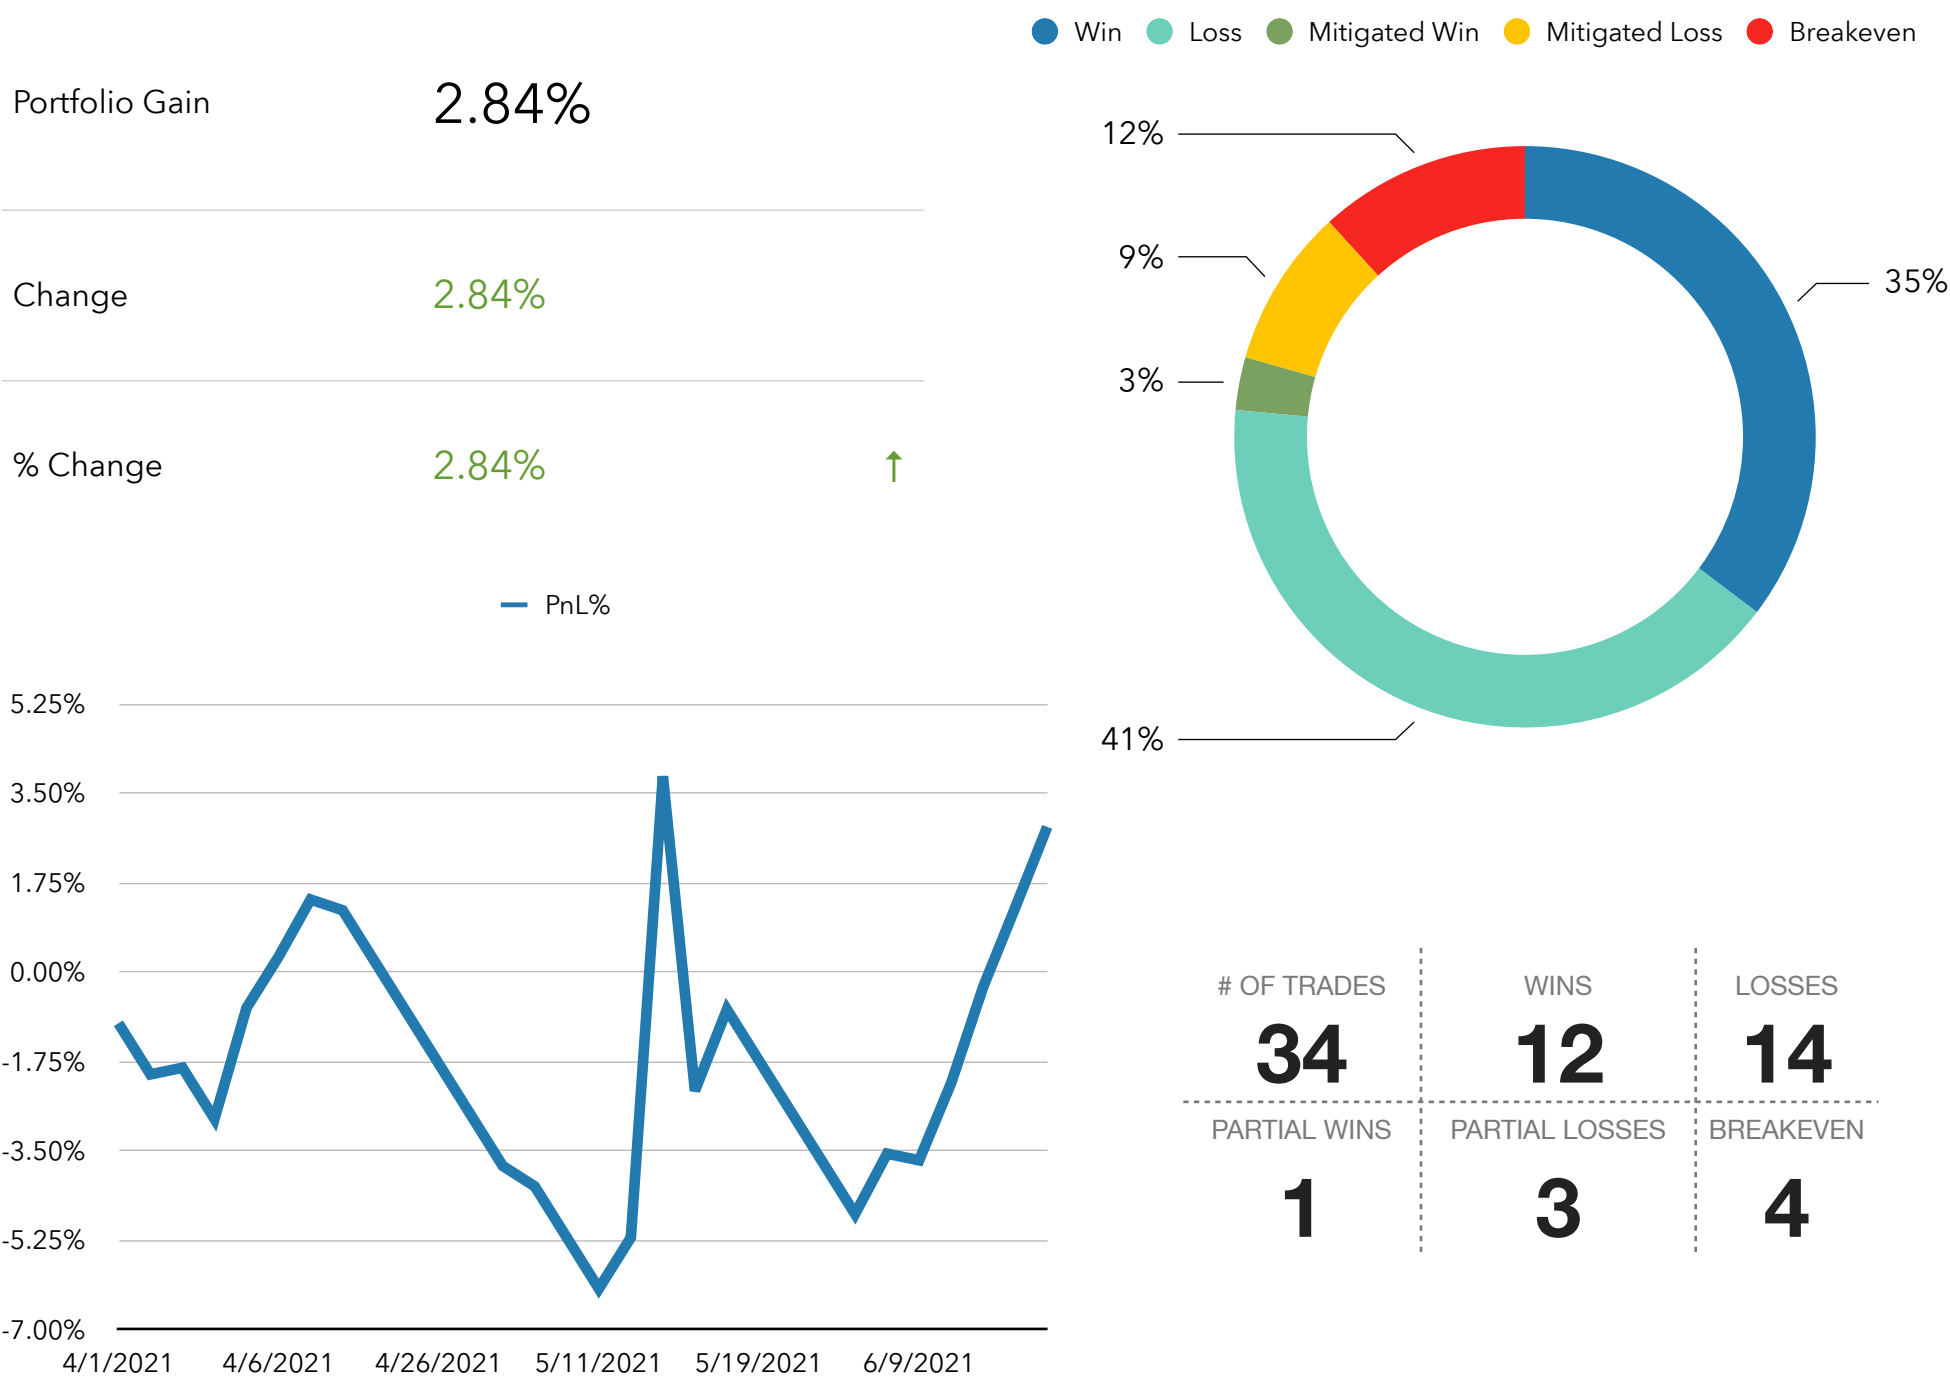 Portfolio Gain 2.84%
Change 2.84%
% Change 2.84% ↑
PnL%
5.25%
3.50%
1.75%
0.00%
-1.75%
-3.50%
-5.25%
-7.00%
4/1/2021 4/6/2021 4/26/2021 5/11/2021 5/19/2021 6/9/2021
Win Loss Mitigated Win Mitigated Loss Breakeven
12%
9%
3%
41%
35%
# OF TRADES WINS LOSSES
34 12 14
PARTIAL WINS PARTIAL LOSSES BREAKEVEN
1 3 4